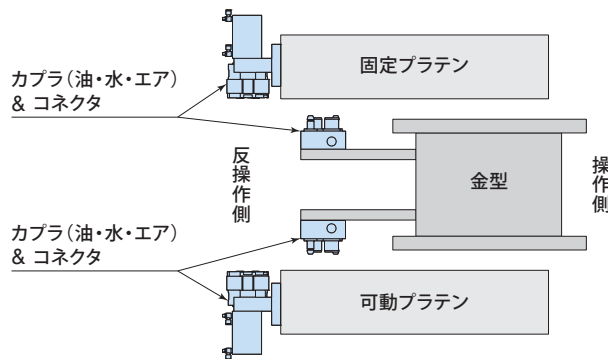 固定プラテン
カプラ（油・水・エア）
& コネクタ
反操作側
金型
操作側
カプラ（油・水・エア）
& コネクタ
可動プラテン